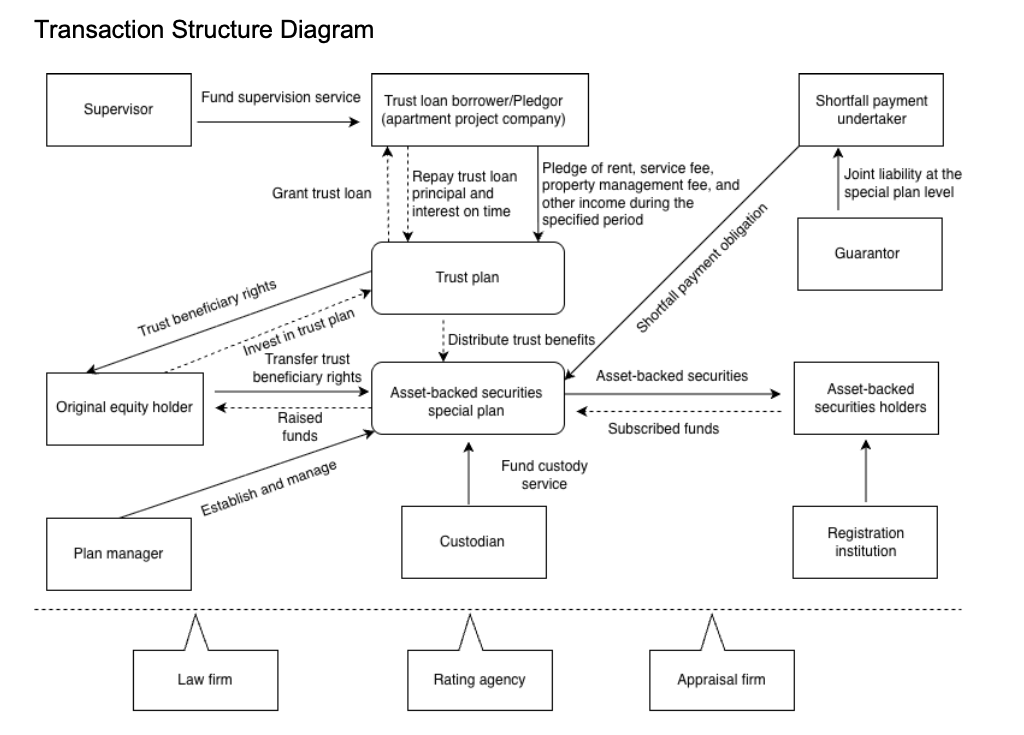 Transaction Structure Diagram
Supervisor
Fund supervision service
Trust loan borrower/Pledgor
(apartment project company)
Shortfall payment
undertaker
Grant trust loan
Repay trust loan
principal and
interest on time
Pledge of rent, service fee,
property management fee, and
other income during the
specified period
Joint liability at the
special plan level
Guarantor
Shortfall payment obligation
Trust plan
Trust beneficiary rights
Invest in trust plan
Distribute trust benefits
Transfer trust
beneficiary rights
Original equity holder
Raised
funds
Asset-backed securities
special plan
Asset-backed securities
Subscribed funds
Asset-backed
securities holders
Establish and manage
Fund custody
service
Plan manager
Custodian
Registration
institution
Law firm
Rating agency
Appraisal firm